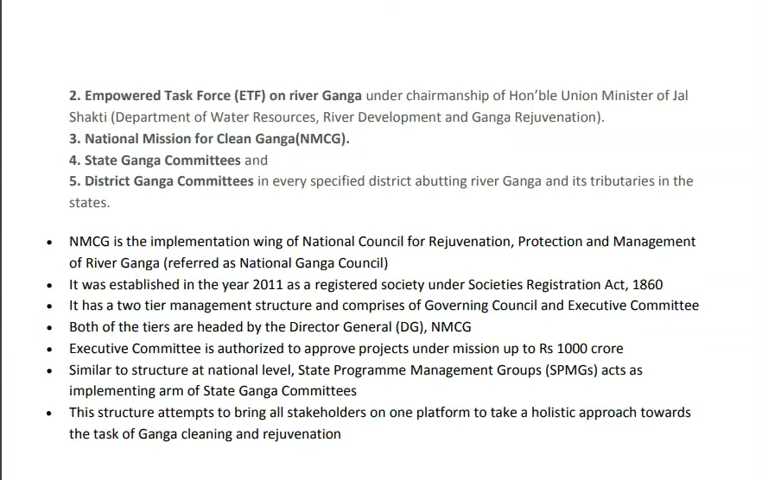 2. Empowered Task Force (ETF) on river Ganga under chairmanship of Hon'ble Union Minister of Jal
Shakti (Department of Water Resources, River Development and Ganga Rejuvenation).
3. National Mission for Clean Ganga(NMCG).
4. State Ganga Committees and
5. District Ganga Committees in every specified district abutting river Ganga and its tributaries in the
states.
• NMCG is the implementation wing of National Council for Rejuvenation, Protection and Management
of River Ganga (referred as National Ganga Council)
• It was established in the year 2011 as a registered society under Societies Registration Act, 1860
• It has a two tier management structure and comprises of Governing Council and Executive Committee
• Both of the tiers are headed by the Director General (DG), NMCG
• Executive Committee is authorized to approve projects under mission up to Rs 1000 crore
• Similar to structure at national level, State Programme Management Groups (SPMGs) acts as
implementing arm of State Ganga Committees
• This structure attempts to bring all stakeholders on one platform to take a holistic approach towards
the task of Ganga cleaning and rejuvenation